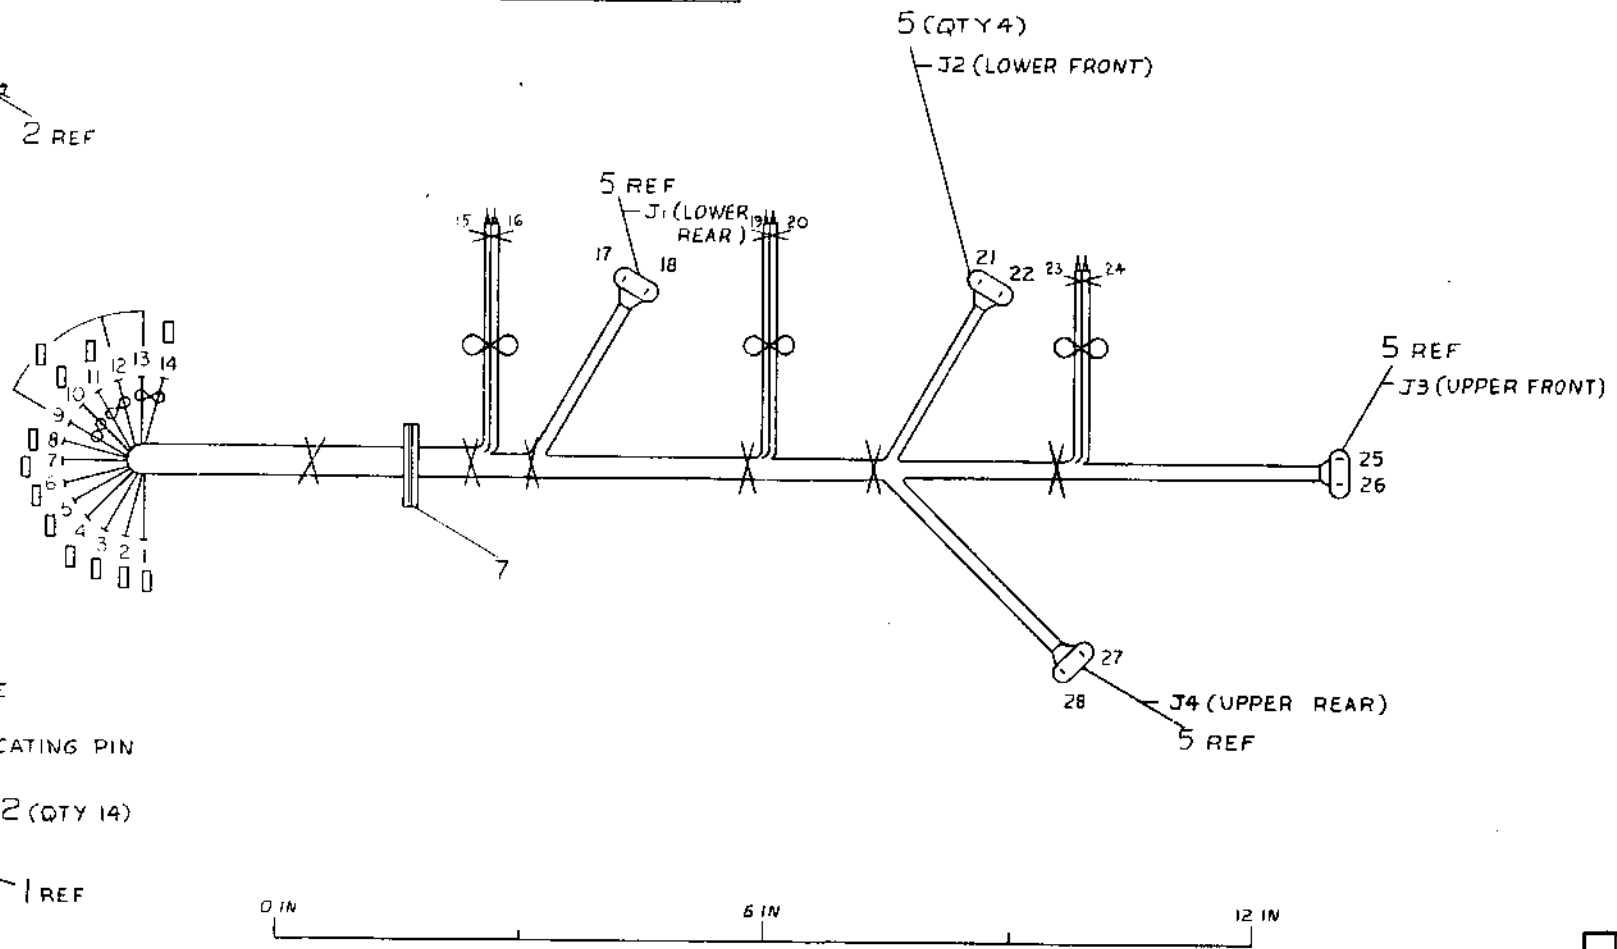 5 (QTY 4)
J2 (LOWER FRONT)
2 REF
5 REF
J1 (LOWER
REAR)
15 16
19 20
17 18
21 22
23 24
5 REF
J3 (UPPER FRONT)
25
26
14
13
12
11
10
9
8
7
6
5
4
3
2
1
7
27
28
J4 (UPPER REAR)
5 REF
E
CATING PIN
2 (QTY 14)
1 REF
0 IN 6 IN 12 IN